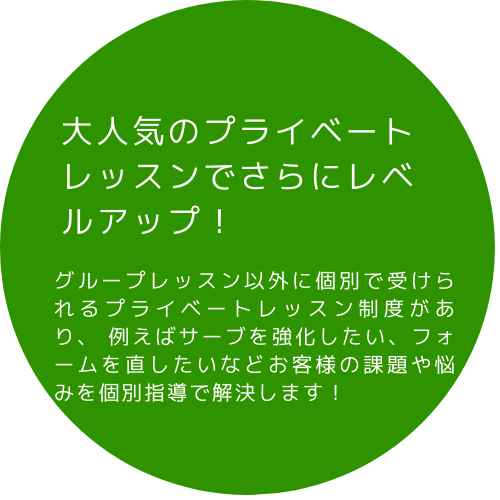 大人気のプライベート
レッスンでさらにレベ
ルアップ！
グループレッスン以外に個別で受けら
れるプライベートレッスン制度があ
り、 例えばサーブを強化したい、フォ
ームを直したいなどお客様の課題や悩
みを個別指導で解決します！